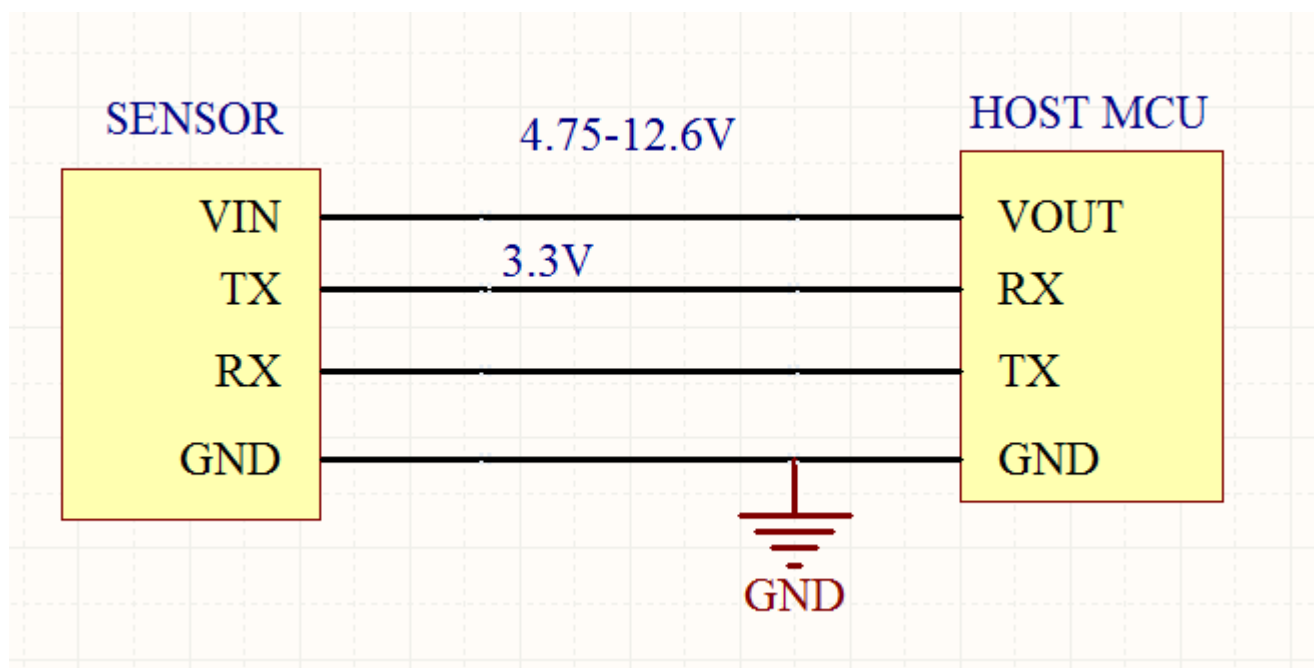 SENSOR
HOST MCU
4.75-12.6V
VIN
VOUT
3.3V
TX
RX
RX
TX
GND
GND
GND